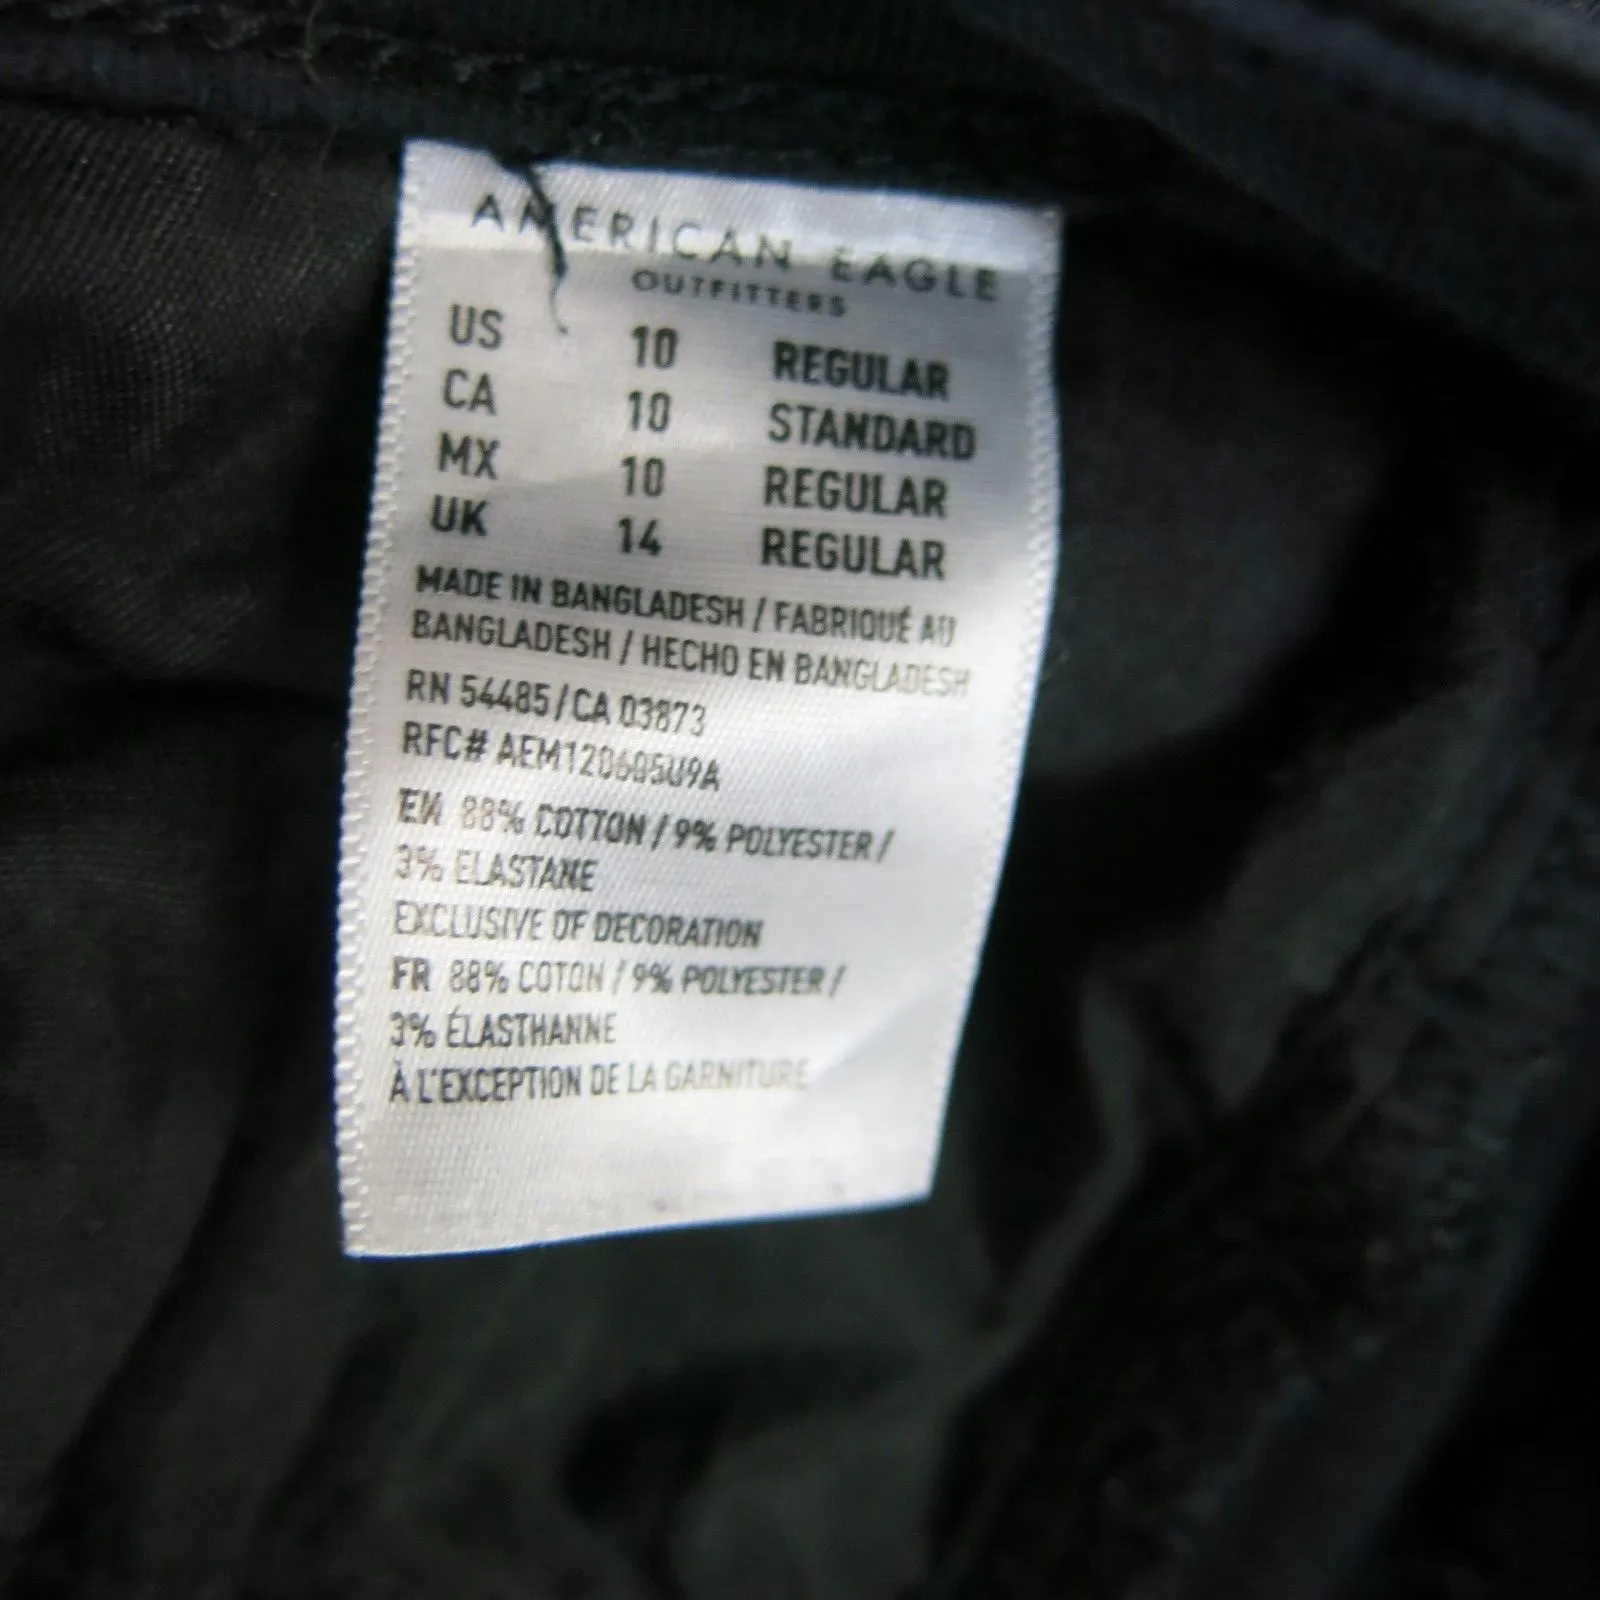 AMERICAN EAGLE
OUTFITTERS
US 10 REGULAR
CA 10 STANDARD
MX 10 REGULAR
UK 14 REGULAR
MADE IN BANGLADESH / FABRIQUÉ AU
BANGLADESH / HECHO EN BANGLADESH
RN 54485 / CA 03873
RFC# AEM120605U9A
EN 88% COTTON / 9% POLYESTER /
3% ELASTANE
EXCLUSIVE OF DECORATION
FR 88% COTON / 9% POLYESTER /
3% ÉLASTHANNE
À L'EXCEPTION DE LA GARNITURE